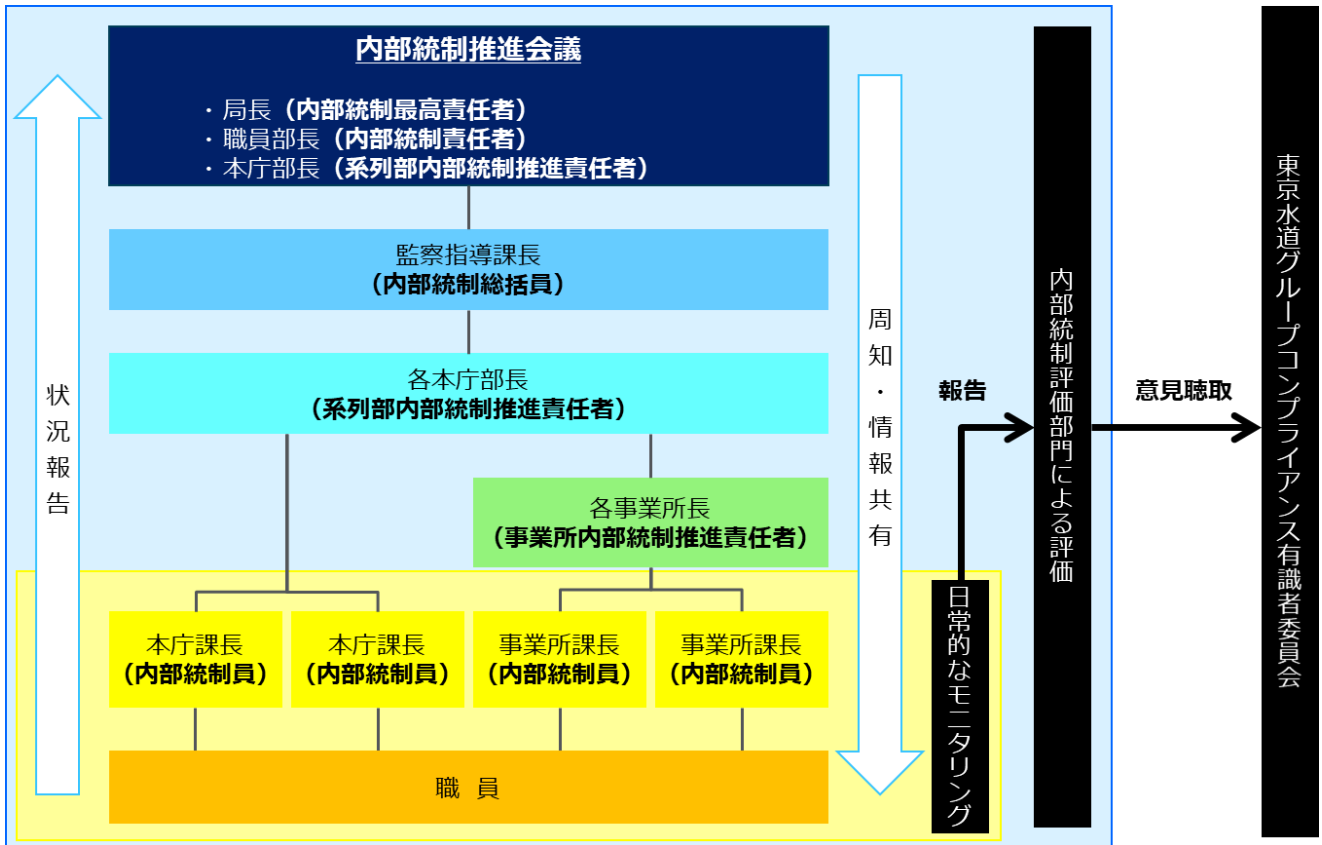 内部統制推進会議
・局長（内部統制最高責任者）
・職員部長（内部統制責任者）
・本庁部長（系列部内部統制推進責任者）
監察指導課長
（内部統制総括員）
各本庁部長
（系列部内部統制推進責任者）
各事業所長
（事業所内部統制推進責任者）
本庁課長
（内部統制員）
本庁課長
（内部統制員）
事業所課長
（内部統制員）
事業所課長
（内部統制員）
職 員
状況報告
周知・情報共有
日常的なモニタリング
報告
内部統制評価部門による評価
意見聴取
東京水道グループコンプライアンス有識者委員会